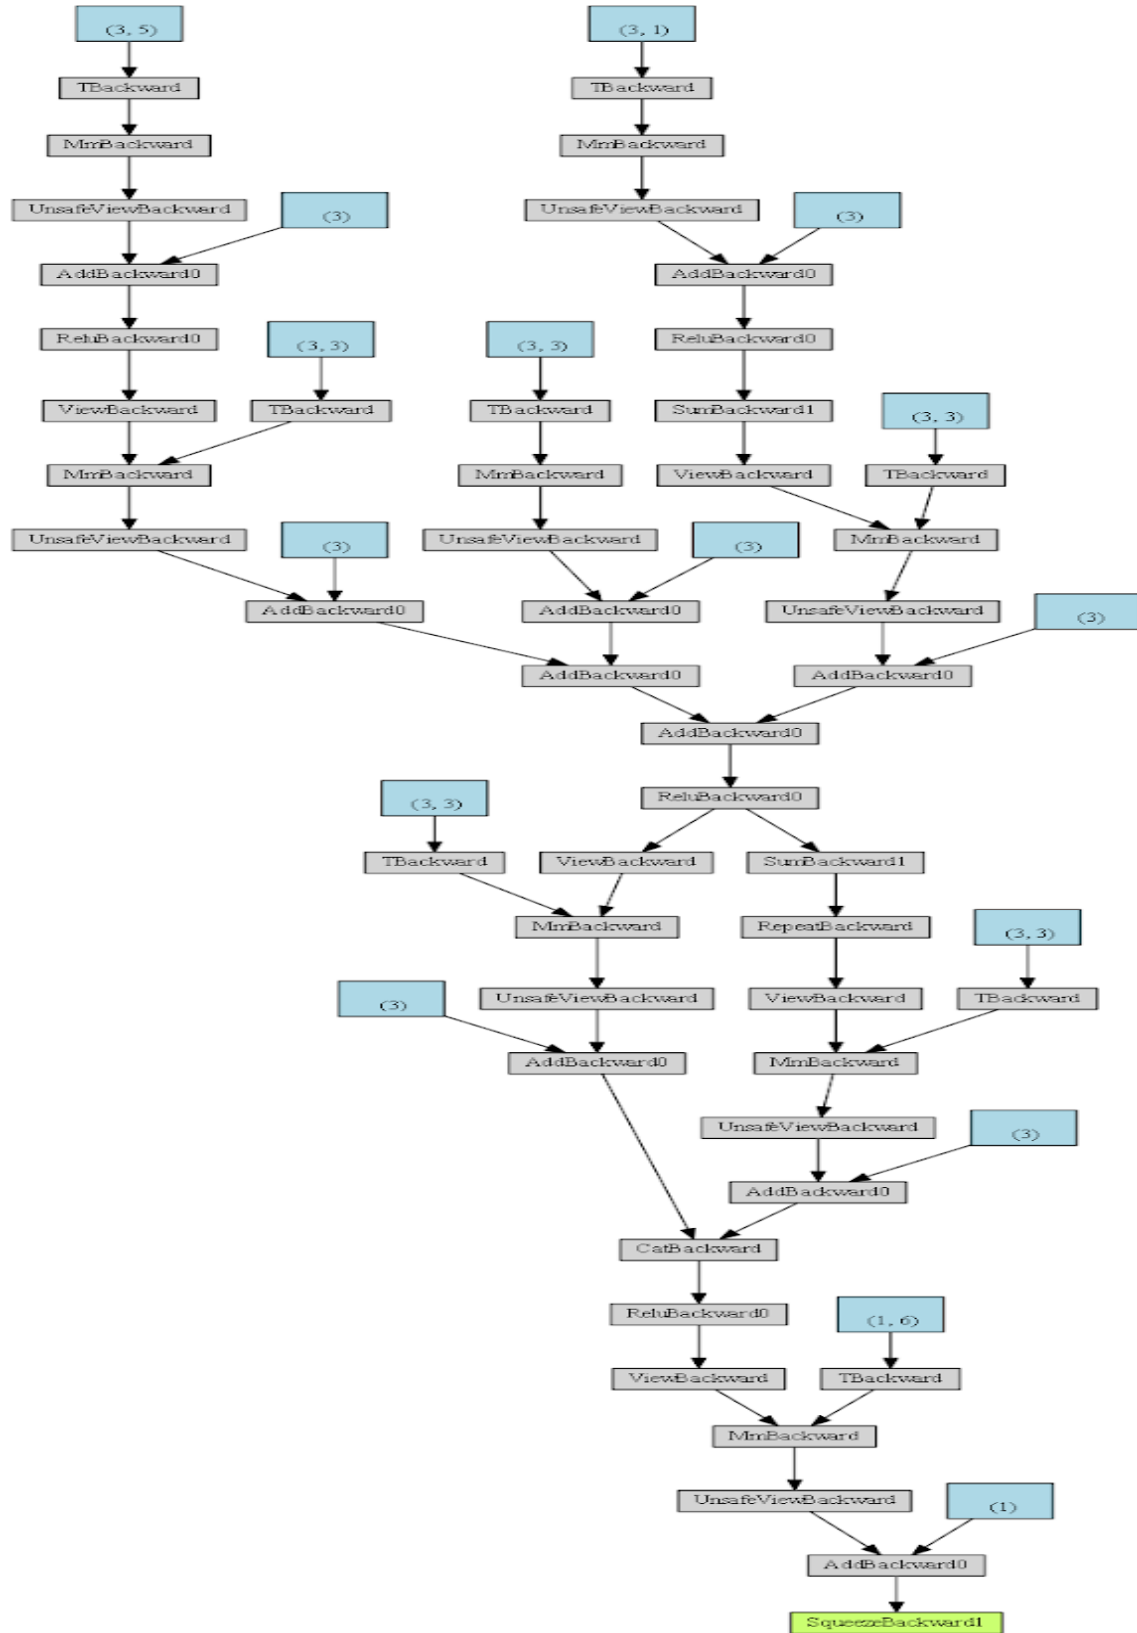 (3, 5) (3, 1)
TBackward TBackward
MmBackward MmBackward
UnsafeViewBackward (3) UnsafeViewBackward (3)
AddBackward0 AddBackward0
ReluBackward0 (3, 3) (3, 3) ReluBackward0
ViewBackward TBackward TBackward SumBackward1 (3, 3)
MmBackward MmBackward ViewBackward TBackward
UnsafeViewBackward (3) UnsafeViewBackward (3) MmBackward
AddBackward0 AddBackward0 UnsafeViewBackward (3)
AddBackward0 AddBackward0
AddBackward0
(3, 3) ReluBackward0
TBackward ViewBackward SumBackward1
MmBackward RepeatBackward (3, 3)
(3) UnsafeViewBackward ViewBackward TBackward
AddBackward0 MmBackward
UnsafeViewBackward (3)
AddBackward0
CatBackward
ReluBackward0 (1, 6)
ViewBackward TBackward
MmBackward
UnsafeViewBackward (1)
AddBackward0
SqueezeBackward1